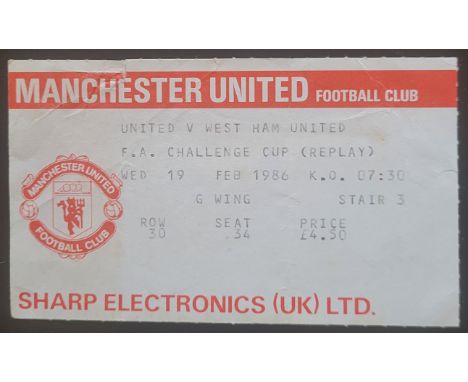 MANCHESTER UNITED FOOTBALL CLUB
UNITED V WEST HAM UNITED
F.A. CHALLENGE CUP (REPLAY)
WED 19 FEB 1986 K.O. 07:30
G WING STAIR 3
ROW SEAT PRICE
30 34 £4.50
MANCHESTER UNITED
FOOTBALL CLUB
SHARP ELECTRONICS (UK) LTD.